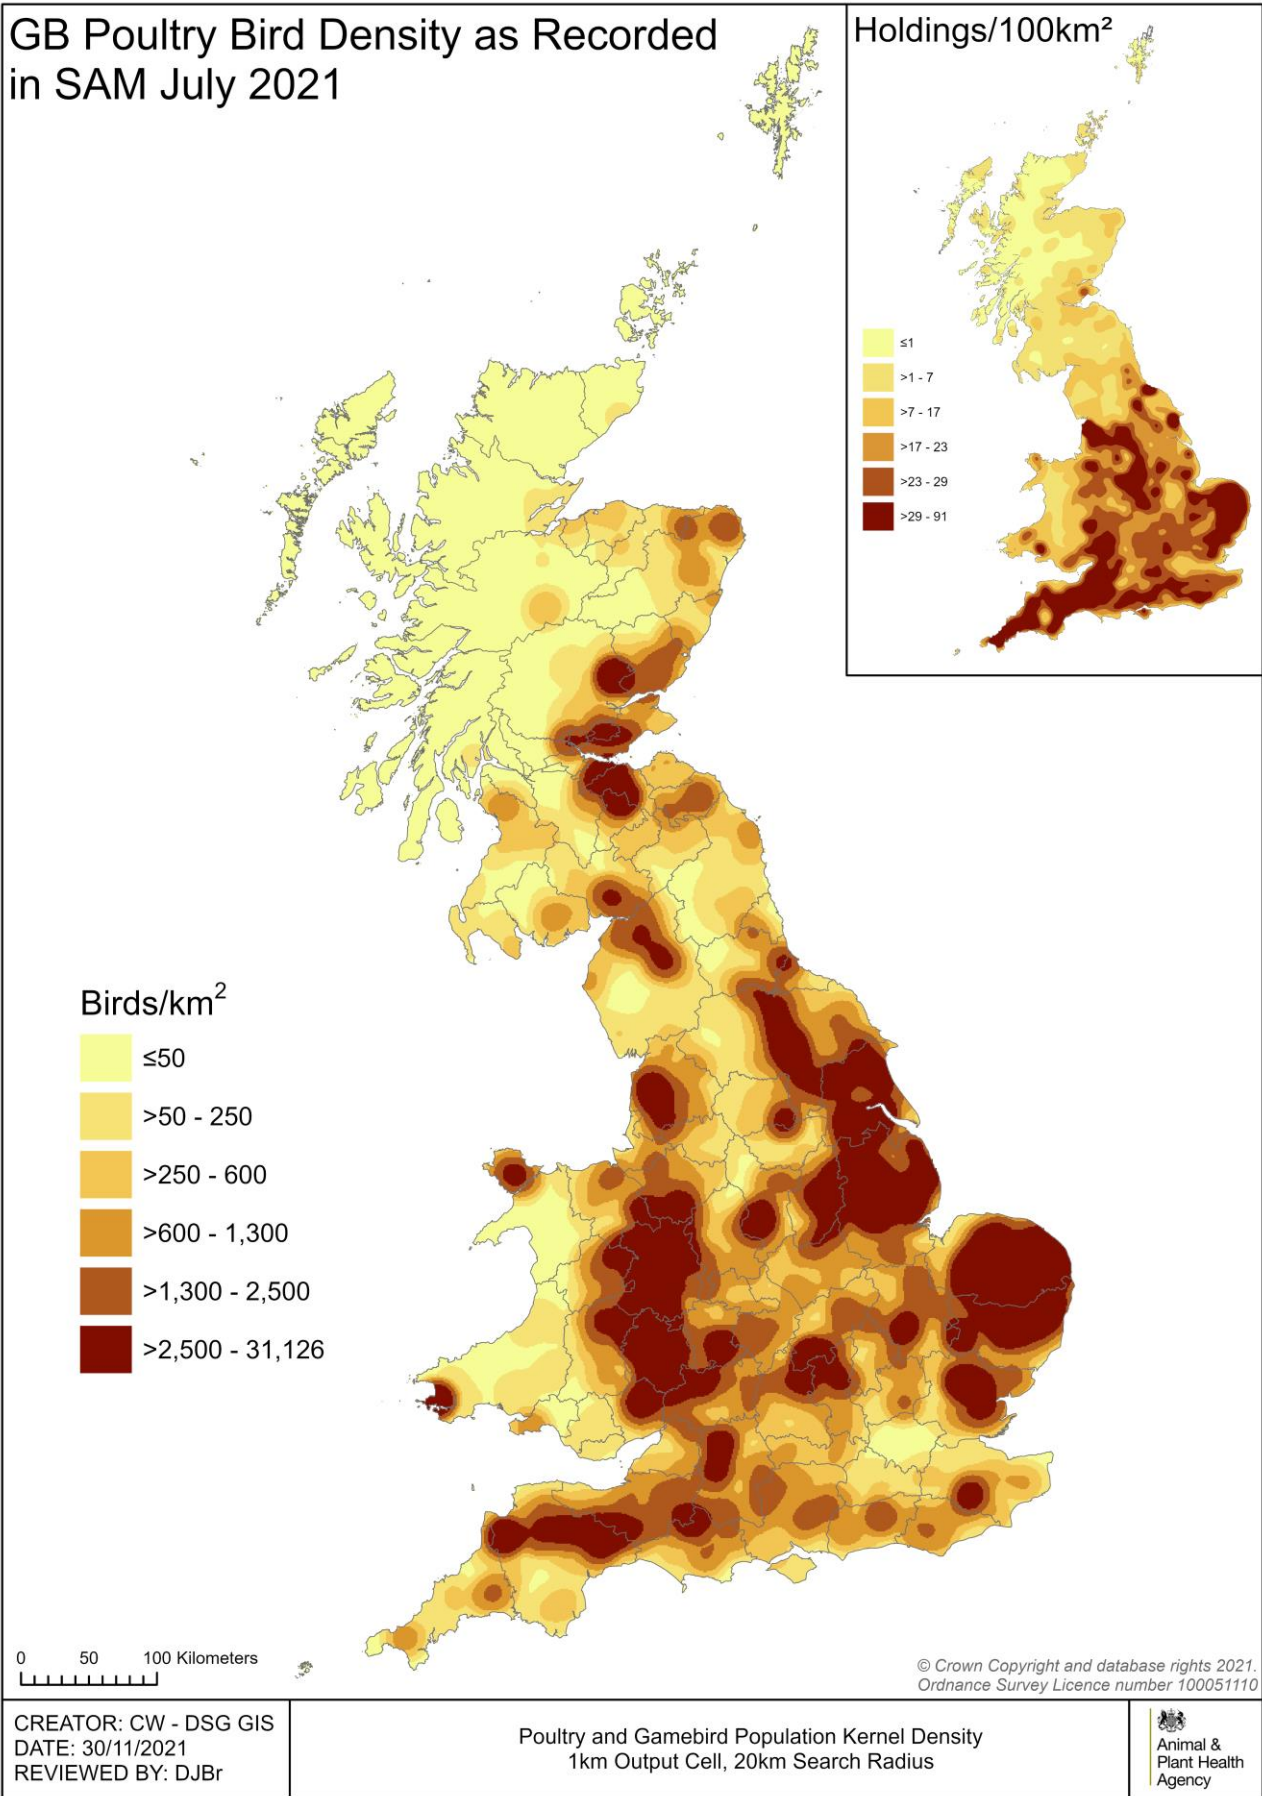 GB Poultry Bird Density as Recorded
in SAM July 2021
Holdings/100km²
≤1
>1 - 7
>7 - 17
>17 - 23
>23 - 29
>29 - 91
Birds/km²
≤50
>50 - 250
>250 - 600
>600 - 1,300
>1,300 - 2,500
>2,500 - 31,126
0 50 100 Kilometers
© Crown Copyright and database rights 2021.
Ordnance Survey Licence number 100051110
CREATOR: CW - DSG GIS
DATE: 30/11/2021
REVIEWED BY: DJBr
Poultry and Gamebird Population Kernel Density
1km Output Cell, 20km Search Radius
Animal &
Plant Health
Agency